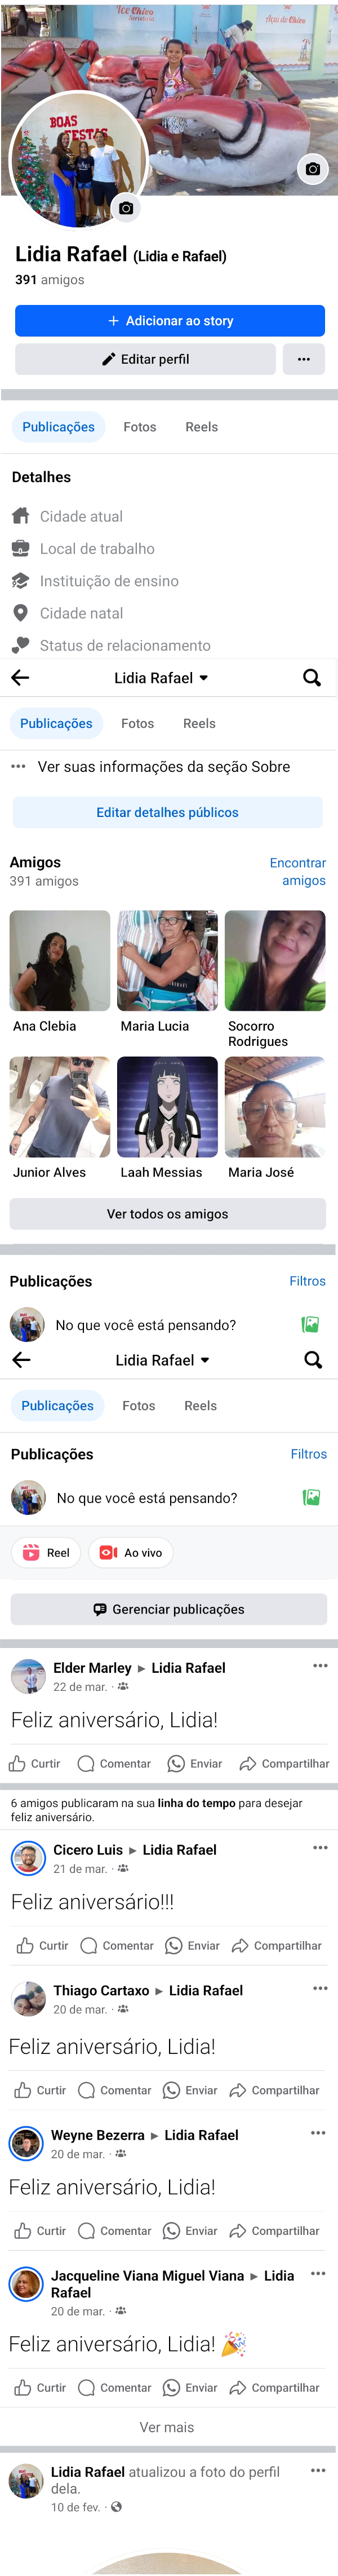 Ice Chico
Sorveteria
Açaí do Chico
BOAS
FESTAS
Lidia Rafael (Lidia e Rafael)
391 amigos
+ Adicionar ao story
Editar perfil
Publicações Fotos Reels
Detalhes
Cidade atual
Local de trabalho
Instituição de ensino
Cidade natal
Status de relacionamento
Lidia Rafael
Publicações Fotos Reels
Ver suas informações da seção Sobre
Editar detalhes públicos
Amigos Encontrar
391 amigos amigos
Ana Clebia Maria Lucia Socorro
Rodrigues
Junior Alves Laah Messias Maria José
Ver todos os amigos
Publicações Filtros
No que você está pensando?
Lidia Rafael
Publicações Fotos Reels
Publicações Filtros
No que você está pensando?
Reel Ao vivo
Gerenciar publicações
Elder Marley ▸ Lidia Rafael
22 de mar. ·
Feliz aniversário, Lidia!
Curtir Comentar Enviar Compartilhar
6 amigos publicaram na sua linha do tempo para desejar
feliz aniversário.
Cicero Luis ▸ Lidia Rafael
21 de mar. ·
Feliz aniversário!!!
Curtir Comentar Enviar Compartilhar
Thiago Cartaxo ▸ Lidia Rafael
20 de mar. ·
Feliz aniversário, Lidia!
Curtir Comentar Enviar Compartilhar
Weyne Bezerra ▸ Lidia Rafael
20 de mar. ·
Feliz aniversário, Lidia!
Curtir Comentar Enviar Compartilhar
Jacqueline Viana Miguel Viana ▸ Lidia
Rafael
20 de mar. ·
Feliz aniversário, Lidia! 🎉
Curtir Comentar Enviar Compartilhar
Ver mais
Lidia Rafael atualizou a foto do perfil
dela.
10 de fev. ·